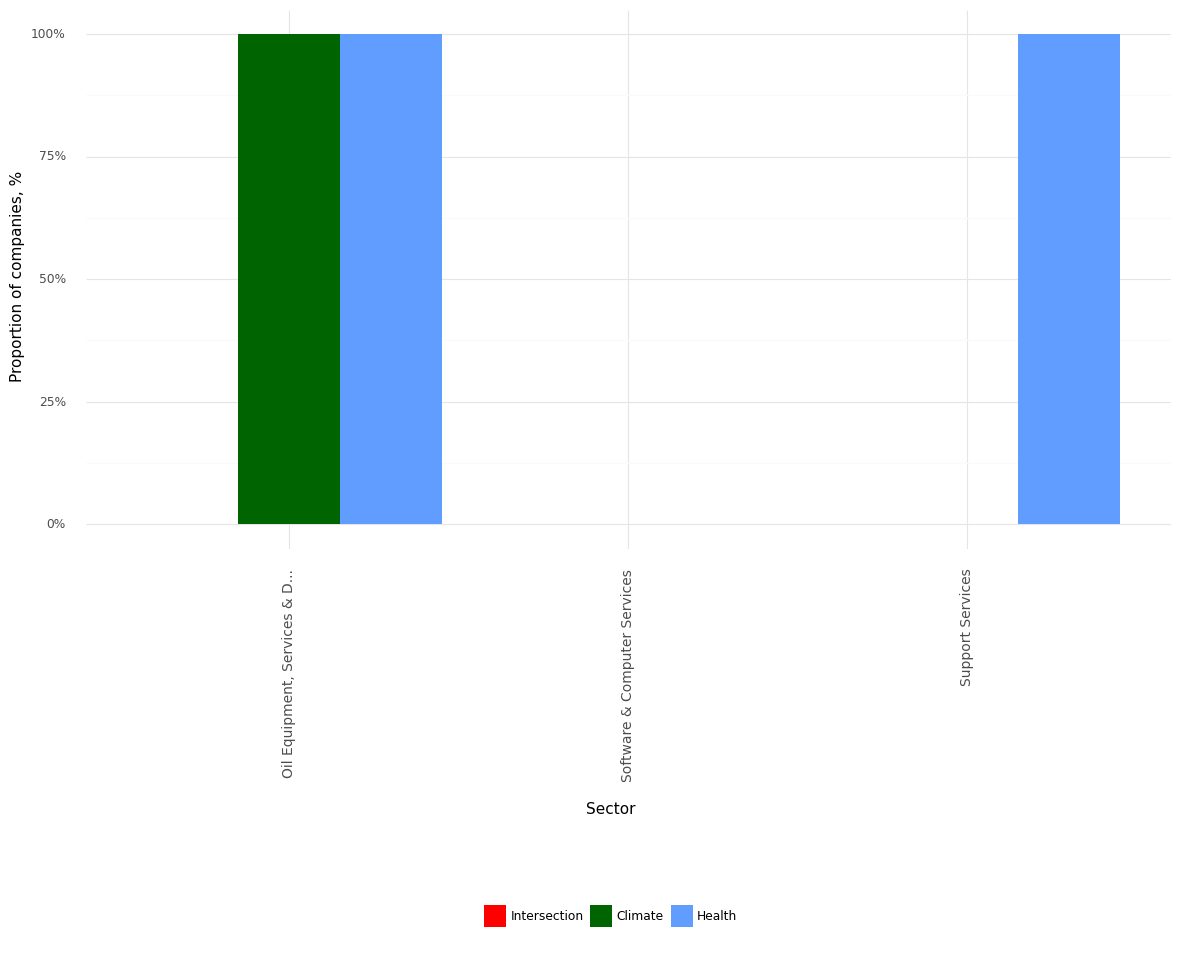 100%
75%
50%
25%
0%
Proportion of companies, %
Oil Equipment, Services & D...
Software & Computer Services
Support Services
Sector
Intersection
Climate
Health